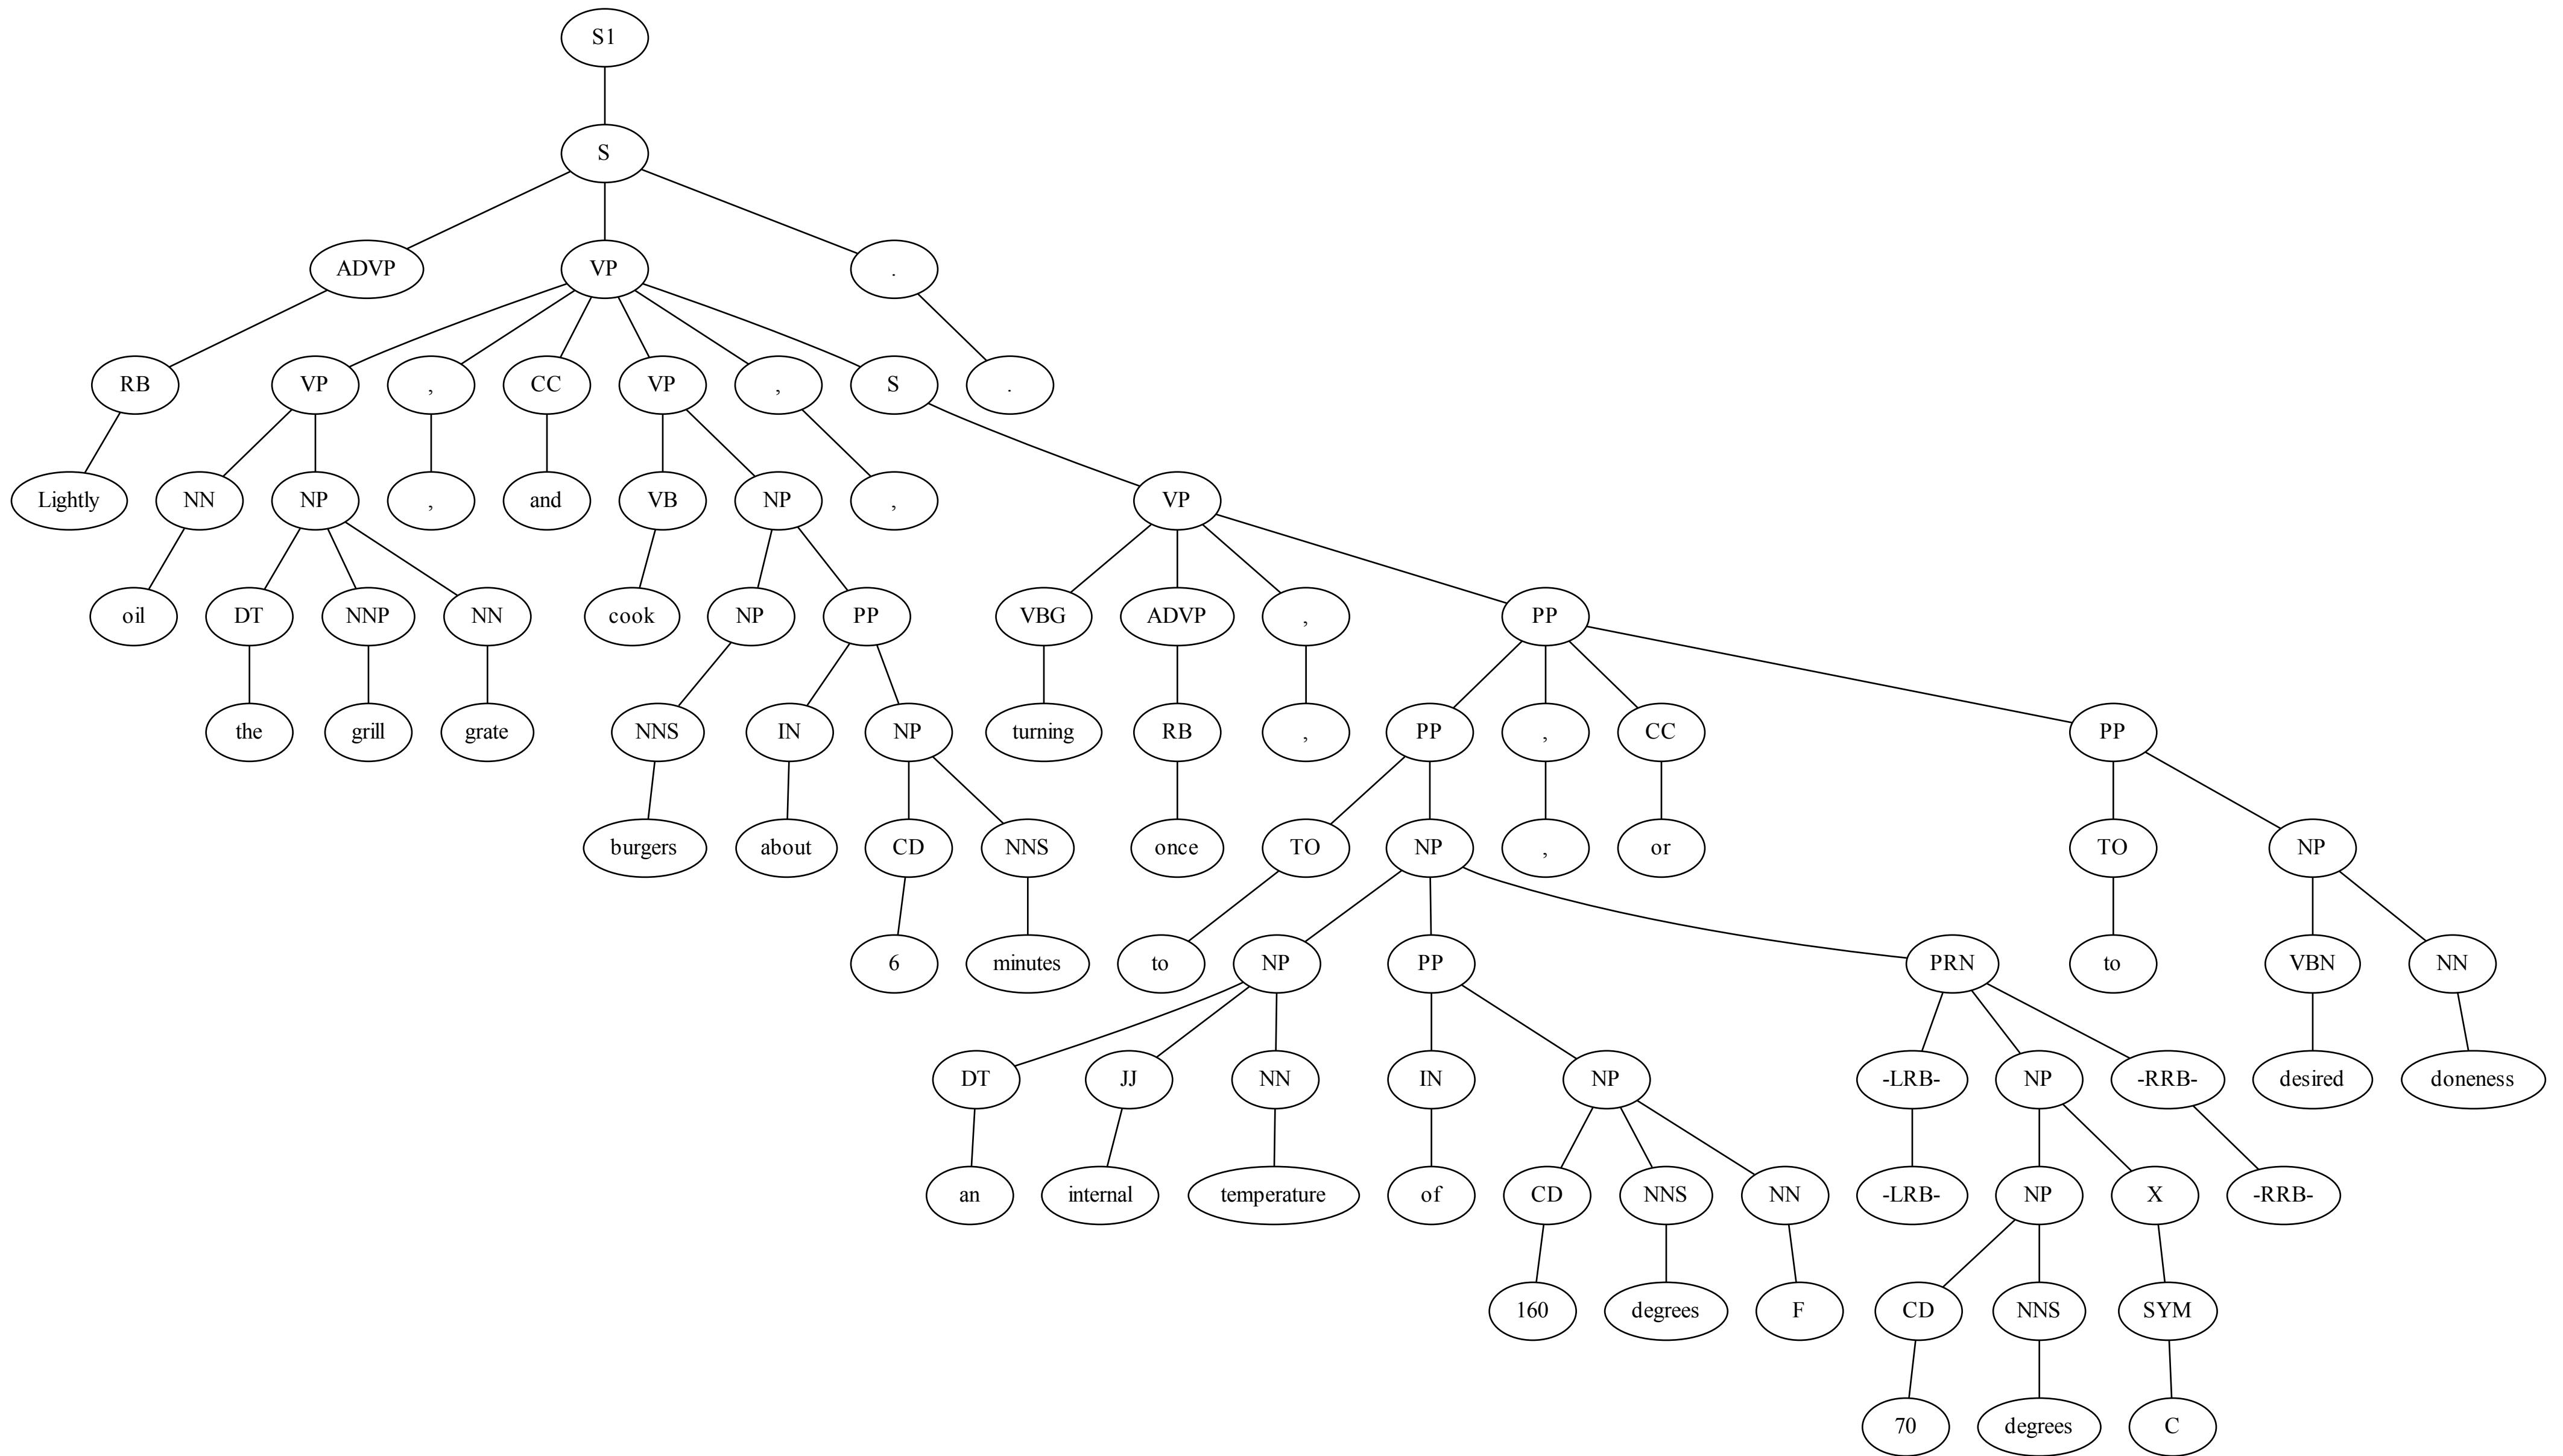 S1
S
ADVP VP .
RB VP , CC VP , S .
Lightly NN NP , and VB NP , VP
oil DT NNP NN cook NP PP VBG ADVP , PP
the grill grate NNS IN NP turning RB , PP , CC PP
burgers about CD NNS once TO NP , or TO NP
6 minutes to NP PP PRN to VBN NN
DT JJ NN IN NP -LRB- NP -RRB- desired doneness
an internal temperature of CD NNS NN -LRB- NP X -RRB-
160 degrees F CD NNS SYM
70 degrees C